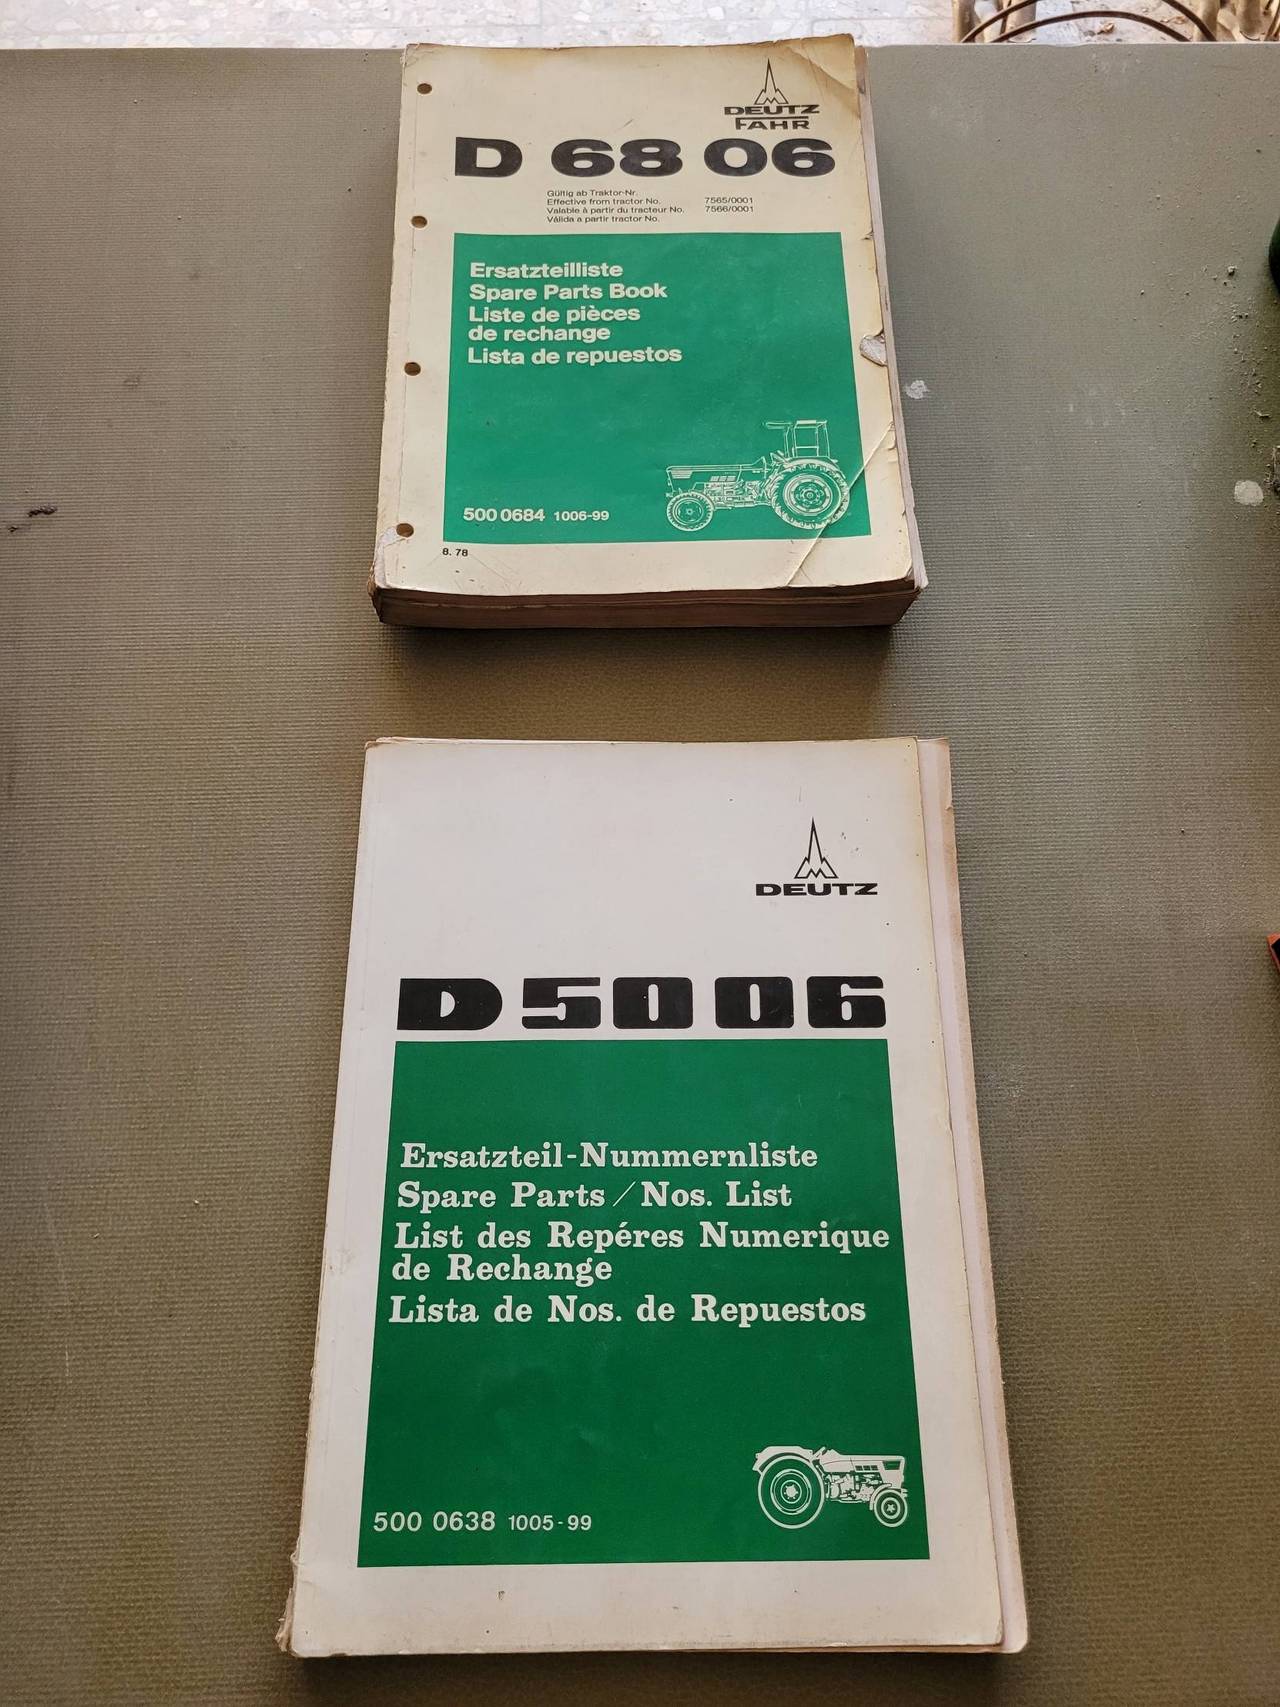 DEUTZ
FAHR
D 68 06
Gültig ab Traktor-Nr.
Effective from tractor No. 7565/0001
Valable à partir du tracteur No. 7566/0001
Válida a partir tractor No.
Ersatzteilliste
Spare Parts Book
Liste de pièces
de rechange
Lista de repuestos
500 0684 1006-99
8. 78
DEUTZ
D 50 06
Ersatzteil-Nummernliste
Spare Parts / Nos. List
List des Repéres Numerique
de Rechange
Lista de Nos. de Repuestos
500 0638 1005-99